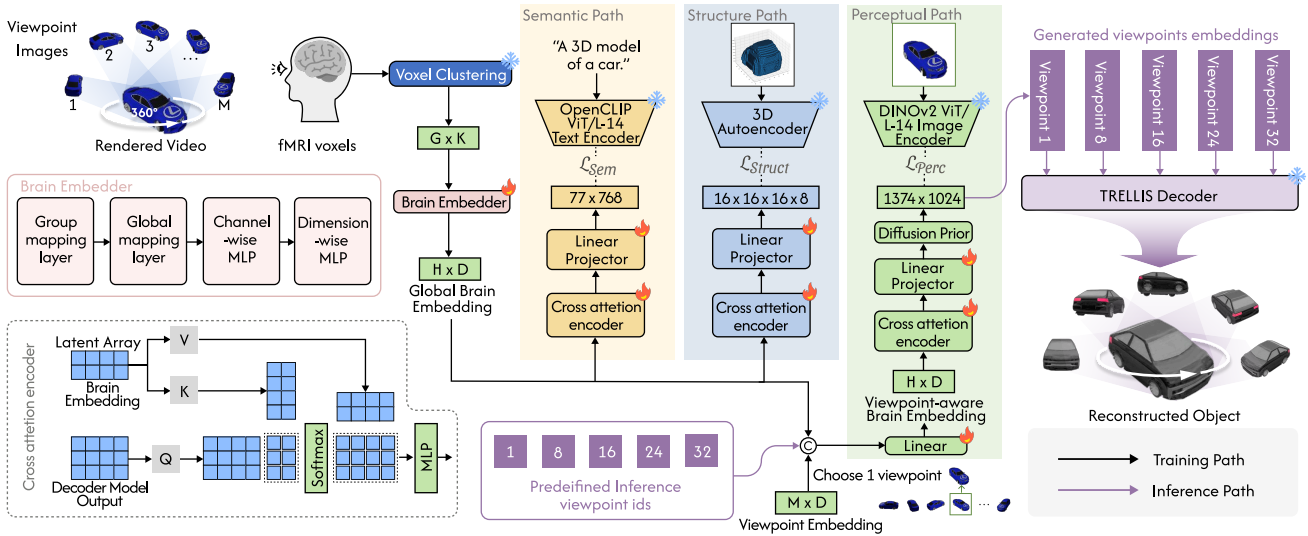 Viewpoint
Images
1
2
3
...
M
360°
Rendered Video
fMRI voxels
Voxel Clustering
G x K
Brain Embedder
H x D
Global Brain
Embedding
Brain Embedder
Group
mapping
layer
Global
mapping
layer
Channel
-wise
MLP
Dimension
-wise
MLP
Cross attetion encoder
Latent Array
Brain
Embedding
V
K
Decoder Model
Output
Q
Softmax
MLP
Semantic Path
“A 3D model
of a car.”
OpenCLIP
ViT/L-14
Text Encoder
ℒSem
77 x 768
Linear
Projector
Cross attetion
encoder
Structure Path
3D
Autoencoder
ℒStruct
16 x 16 x 16 x 8
Linear
Projector
Cross attetion
encoder
Perceptual Path
DINOv2 ViT/
L-14 Image
Encoder
ℒPerc
1374 x 1024
Diffusion Prior
Linear
Projector
Cross attetion
encoder
H x D
Viewpoint-aware
Brain Embedding
Linear
C
1 8 16 24 32
Predeifined Inference
viewpoint ids
M x D
Viewpoint Embedding
Choose 1 viewpoint
...
Generated viewpoints embeddings
Viewpoint 1
Viewpoint 8
Viewpoint 16
Viewpoint 24
Viewpoint 32
TRELLIS Decoder
Reconstructed Object
Training Path
Inference Path